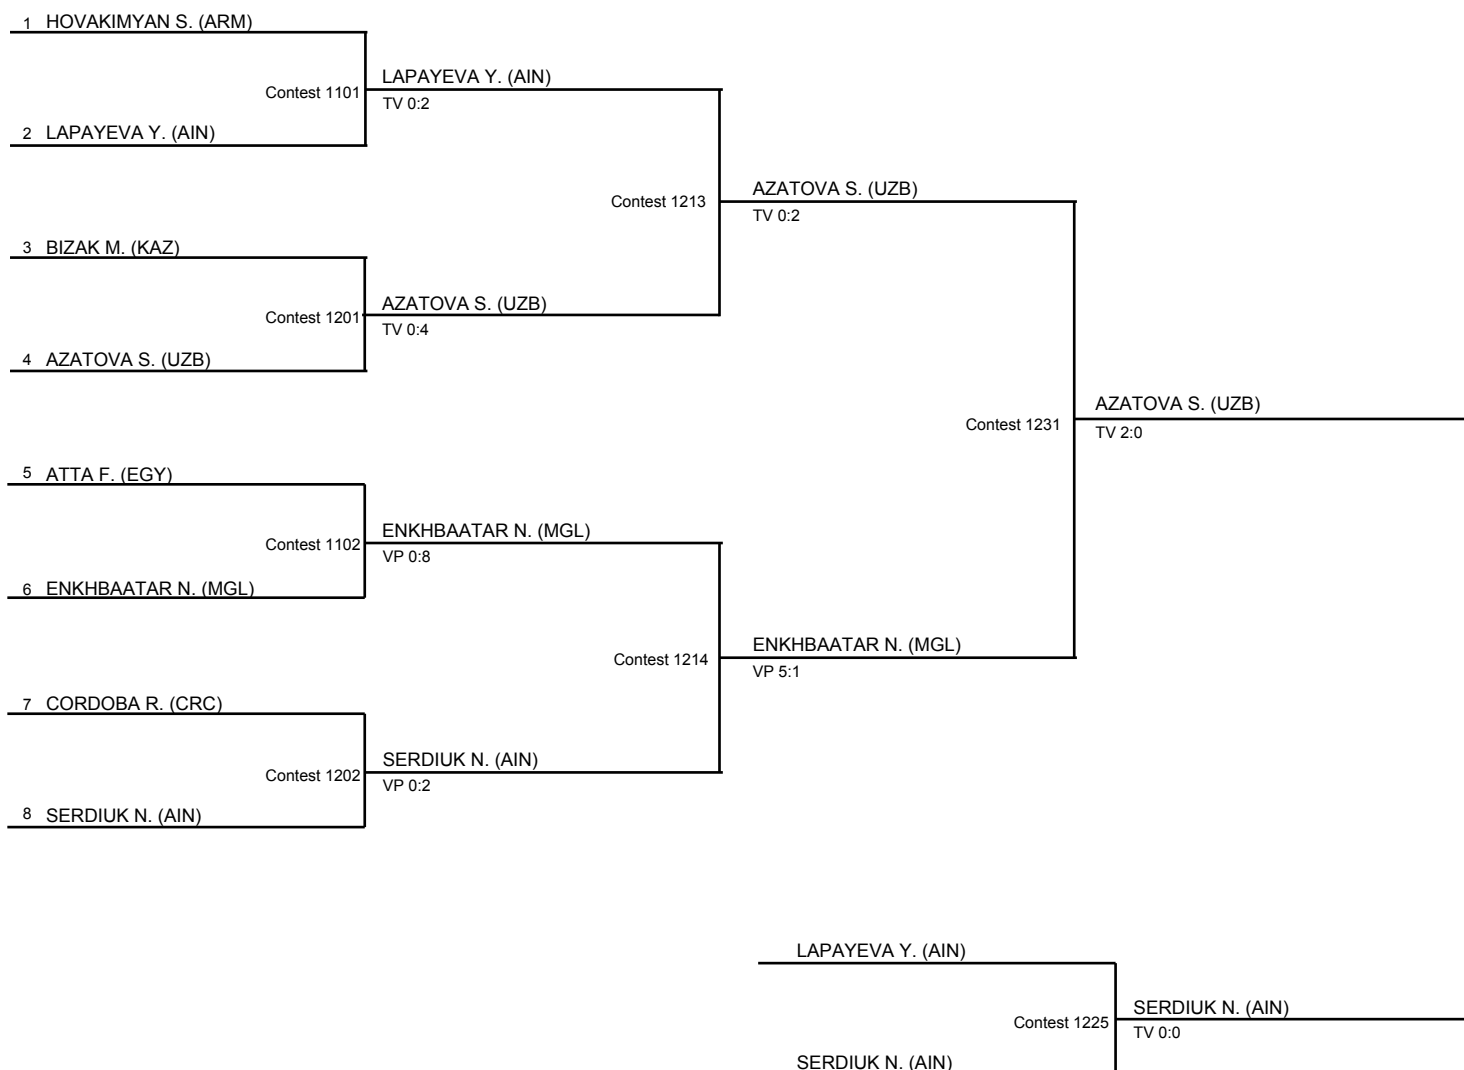 1 HOVAKIMYAN S. (ARM)
LAPAYEVA Y. (AIN)
Contest 1101
TV 0:2
2 LAPAYEVA Y. (AIN)
AZATOVA S. (UZB)
Contest 1213
TV 0:2
3 BIZAK M. (KAZ)
AZATOVA S. (UZB)
Contest 1201
TV 0:4
4 AZATOVA S. (UZB)
AZATOVA S. (UZB)
Contest 1231
TV 2:0
5 ATTA F. (EGY)
ENKHBAATAR N. (MGL)
Contest 1102
VP 0:8
6 ENKHBAATAR N. (MGL)
ENKHBAATAR N. (MGL)
Contest 1214
VP 5:1
7 CORDOBA R. (CRC)
SERDIUK N. (AIN)
Contest 1202
VP 0:2
8 SERDIUK N. (AIN)
LAPAYEVA Y. (AIN)
SERDIUK N. (AIN)
Contest 1225
TV 0:0
SERDIUK N. (AIN)